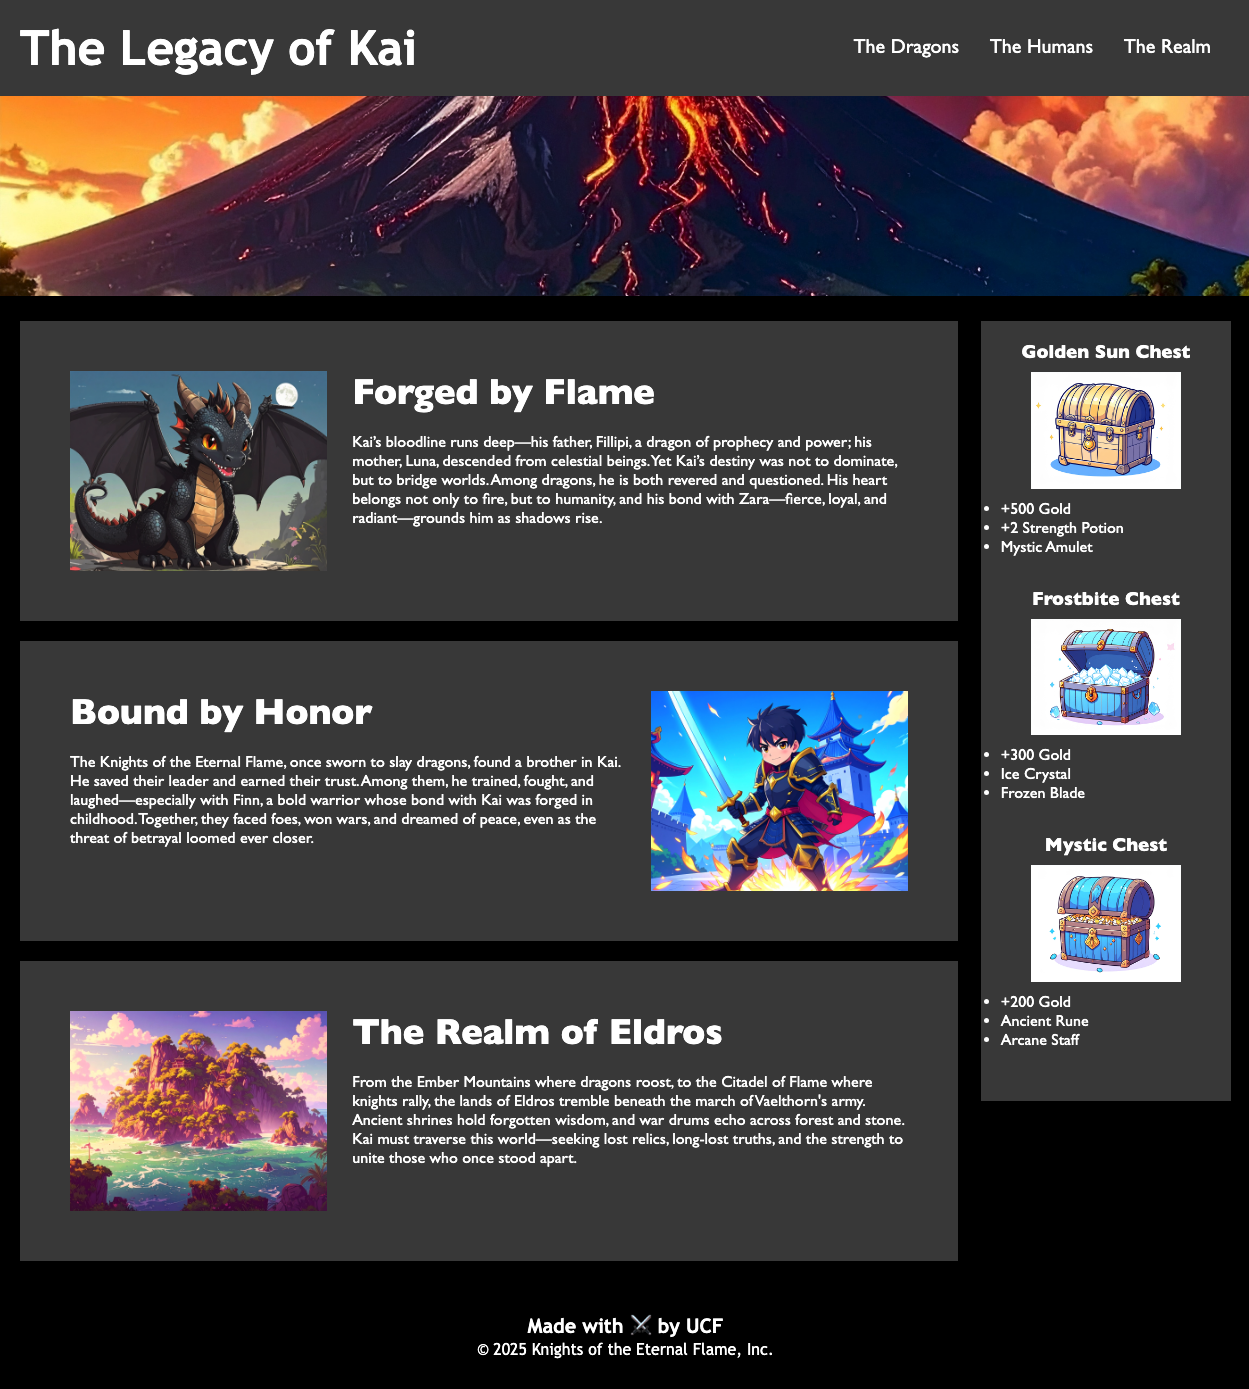 The Legacy of Kai
The Dragons
The Humans
The Realm
Forged by Flame
Kai’s bloodline runs deep—his father, Fillipi, a dragon of prophecy and power; his
mother, Luna, descended from celestial beings. Yet Kai’s destiny was not to dominate,
but to bridge worlds. Among dragons, he is both revered and questioned. His heart
belongs not only to fire, but to humanity, and his bond with Zara—fierce, loyal, and
radiant—grounds him as shadows rise.
Bound by Honor
The Knights of the Eternal Flame, once sworn to slay dragons, found a brother in Kai.
He saved their leader and earned their trust. Among them, he trained, fought, and
laughed—especially with Finn, a bold warrior whose bond with Kai was forged in
childhood. Together, they faced foes, won wars, and dreamed of peace, even as the
threat of betrayal loomed ever closer.
The Realm of Eldros
From the Ember Mountains where dragons roost, to the Citadel of Flame where
knights rally, the lands of Eldros tremble beneath the march of Vaelthorn's army.
Ancient shrines hold forgotten wisdom, and war drums echo across forest and stone.
Kai must traverse this world—seeking lost relics, long-lost truths, and the strength to
unite those who once stood apart.
Golden Sun Chest
• +500 Gold
• +2 Strength Potion
• Mystic Amulet
Frostbite Chest
• +300 Gold
• Ice Crystal
• Frozen Blade
Mystic Chest
• +200 Gold
• Ancient Rune
• Arcane Staff
Made with ⚔️ by UCF
© 2025 Knights of the Eternal Flame, Inc.